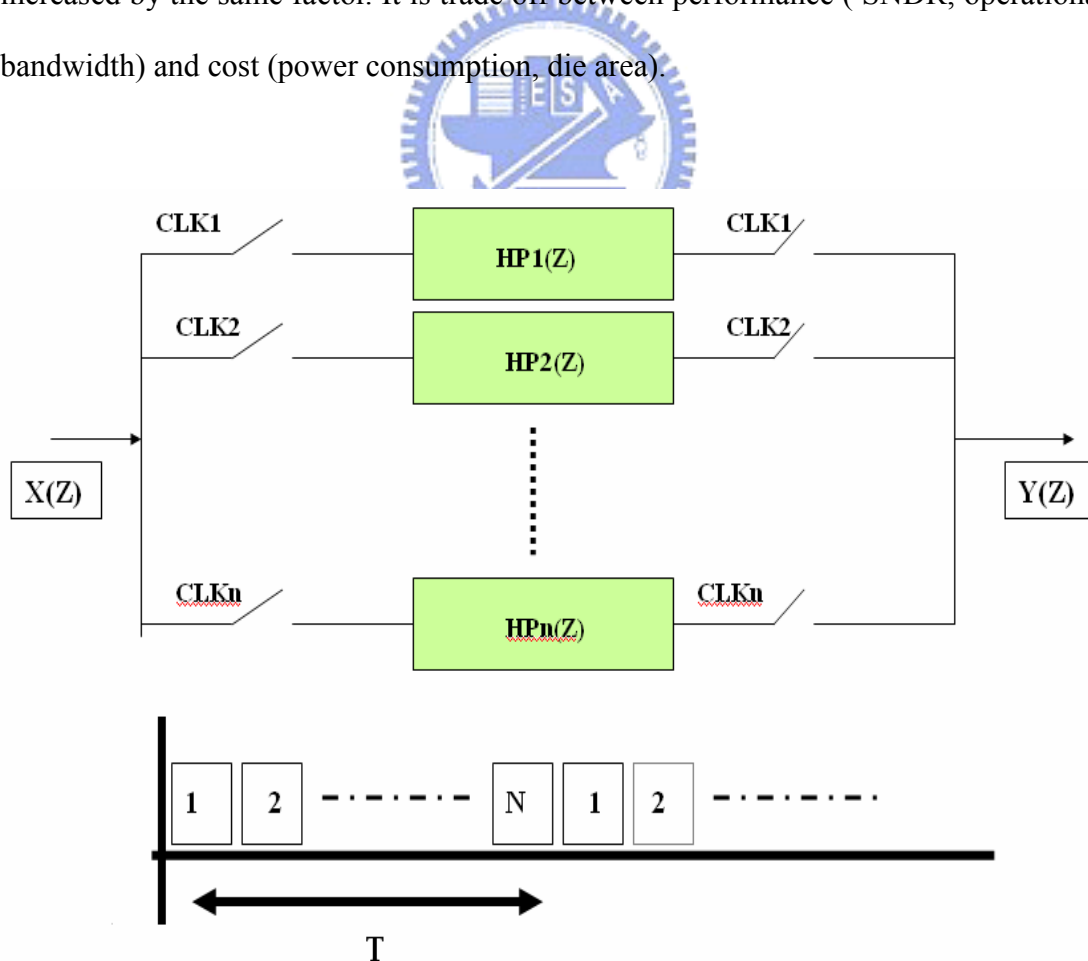 increased by the same factor. It is trade off between performance ( SNDR, operational
bandwidth) and cost (power consumption, die area).
E S A
CLK1 HP1(Z) CLK1
CLK2 HP2(Z) CLK2
X(Z) Y(Z)
CLKn HPn(Z) CLKn
1 2 N 1 2
T